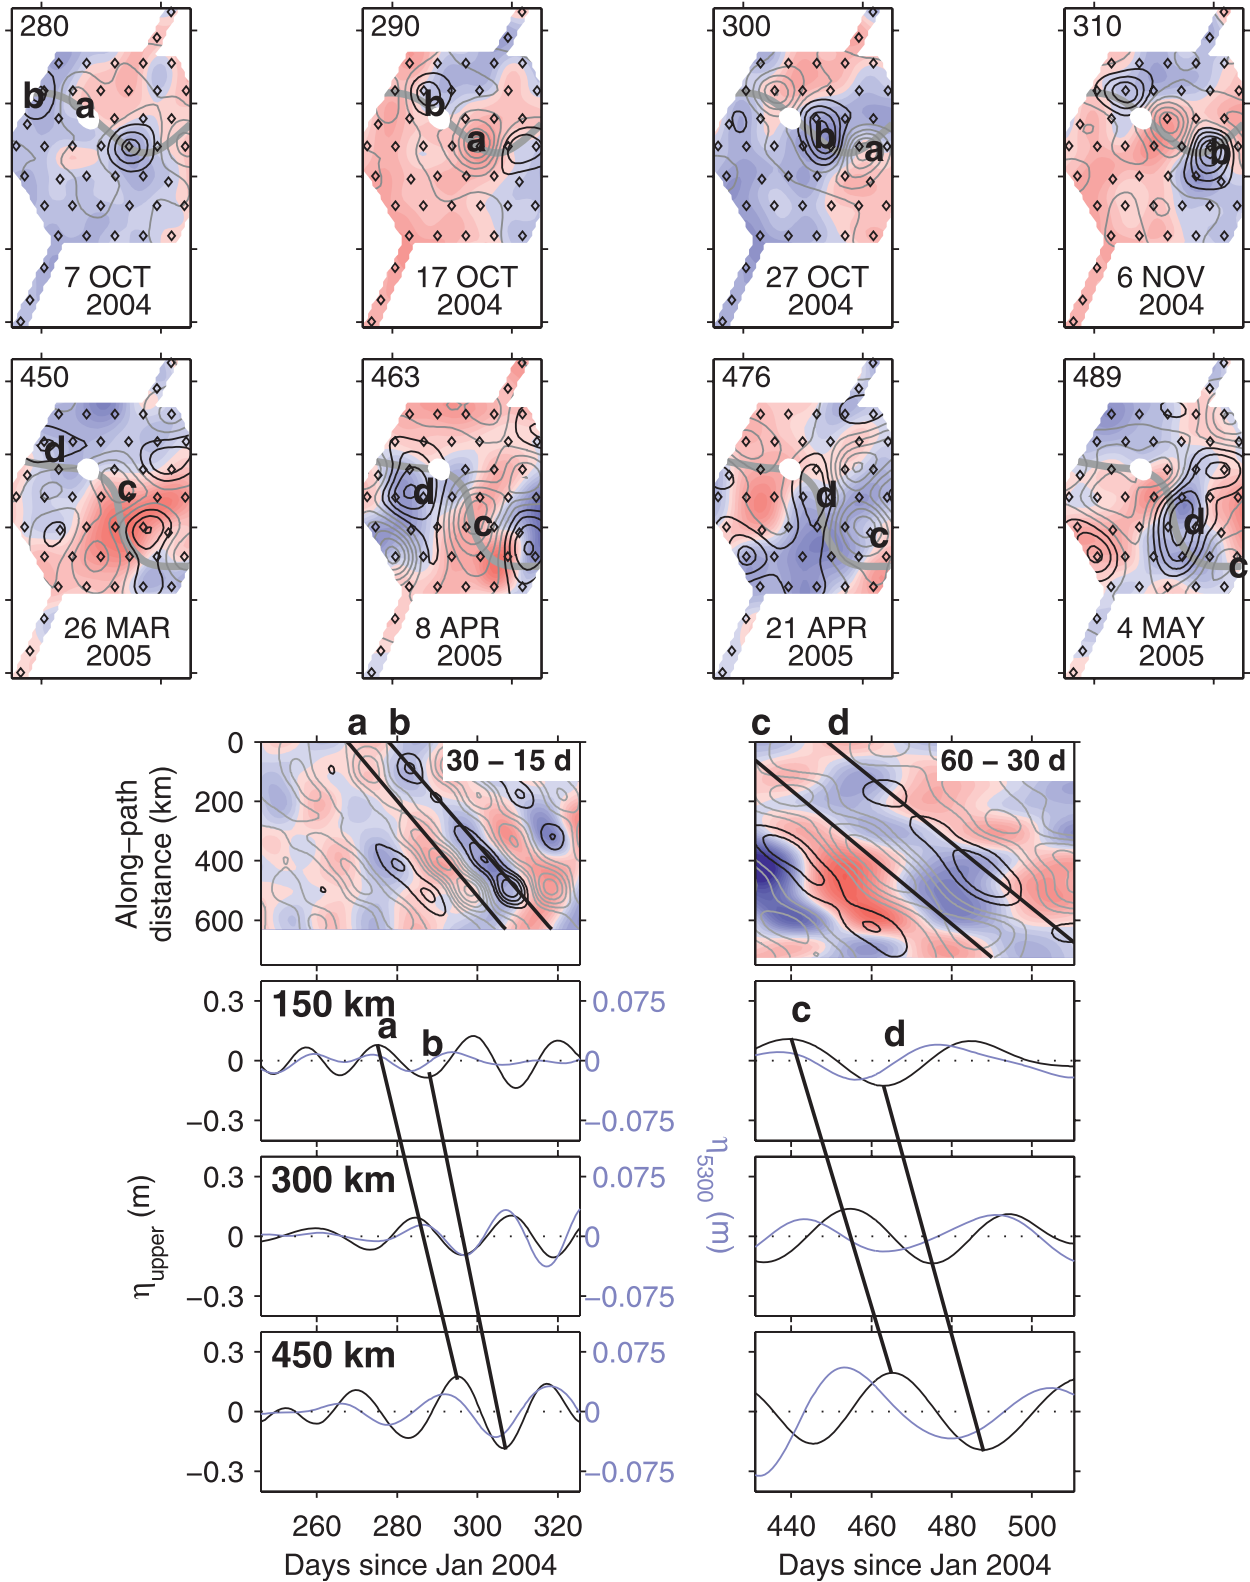 280
b
a
7 OCT
2004
290
b
a
17 OCT
2004
300
b
a
27 OCT
2004
310
b
6 NOV
2004
450
d
c
26 MAR
2005
463
d
c
8 APR
2005
476
d
c
21 APR
2005
489
d
c
4 MAY
2005
a b
30 – 15 d
c d
60 – 30 d
Along–path
distance (km)
0
200
400
600
150 km
a
b
0.3
0
−0.3
0.075
0
−0.075
c
d
300 km
0.3
0
−0.3
0.075
0
−0.075
ηupper (m)
η5300 (m)
450 km
0.3
0
−0.3
0.075
0
−0.075
260 280 300 320
Days since Jan 2004
440 460 480 500
Days since Jan 2004